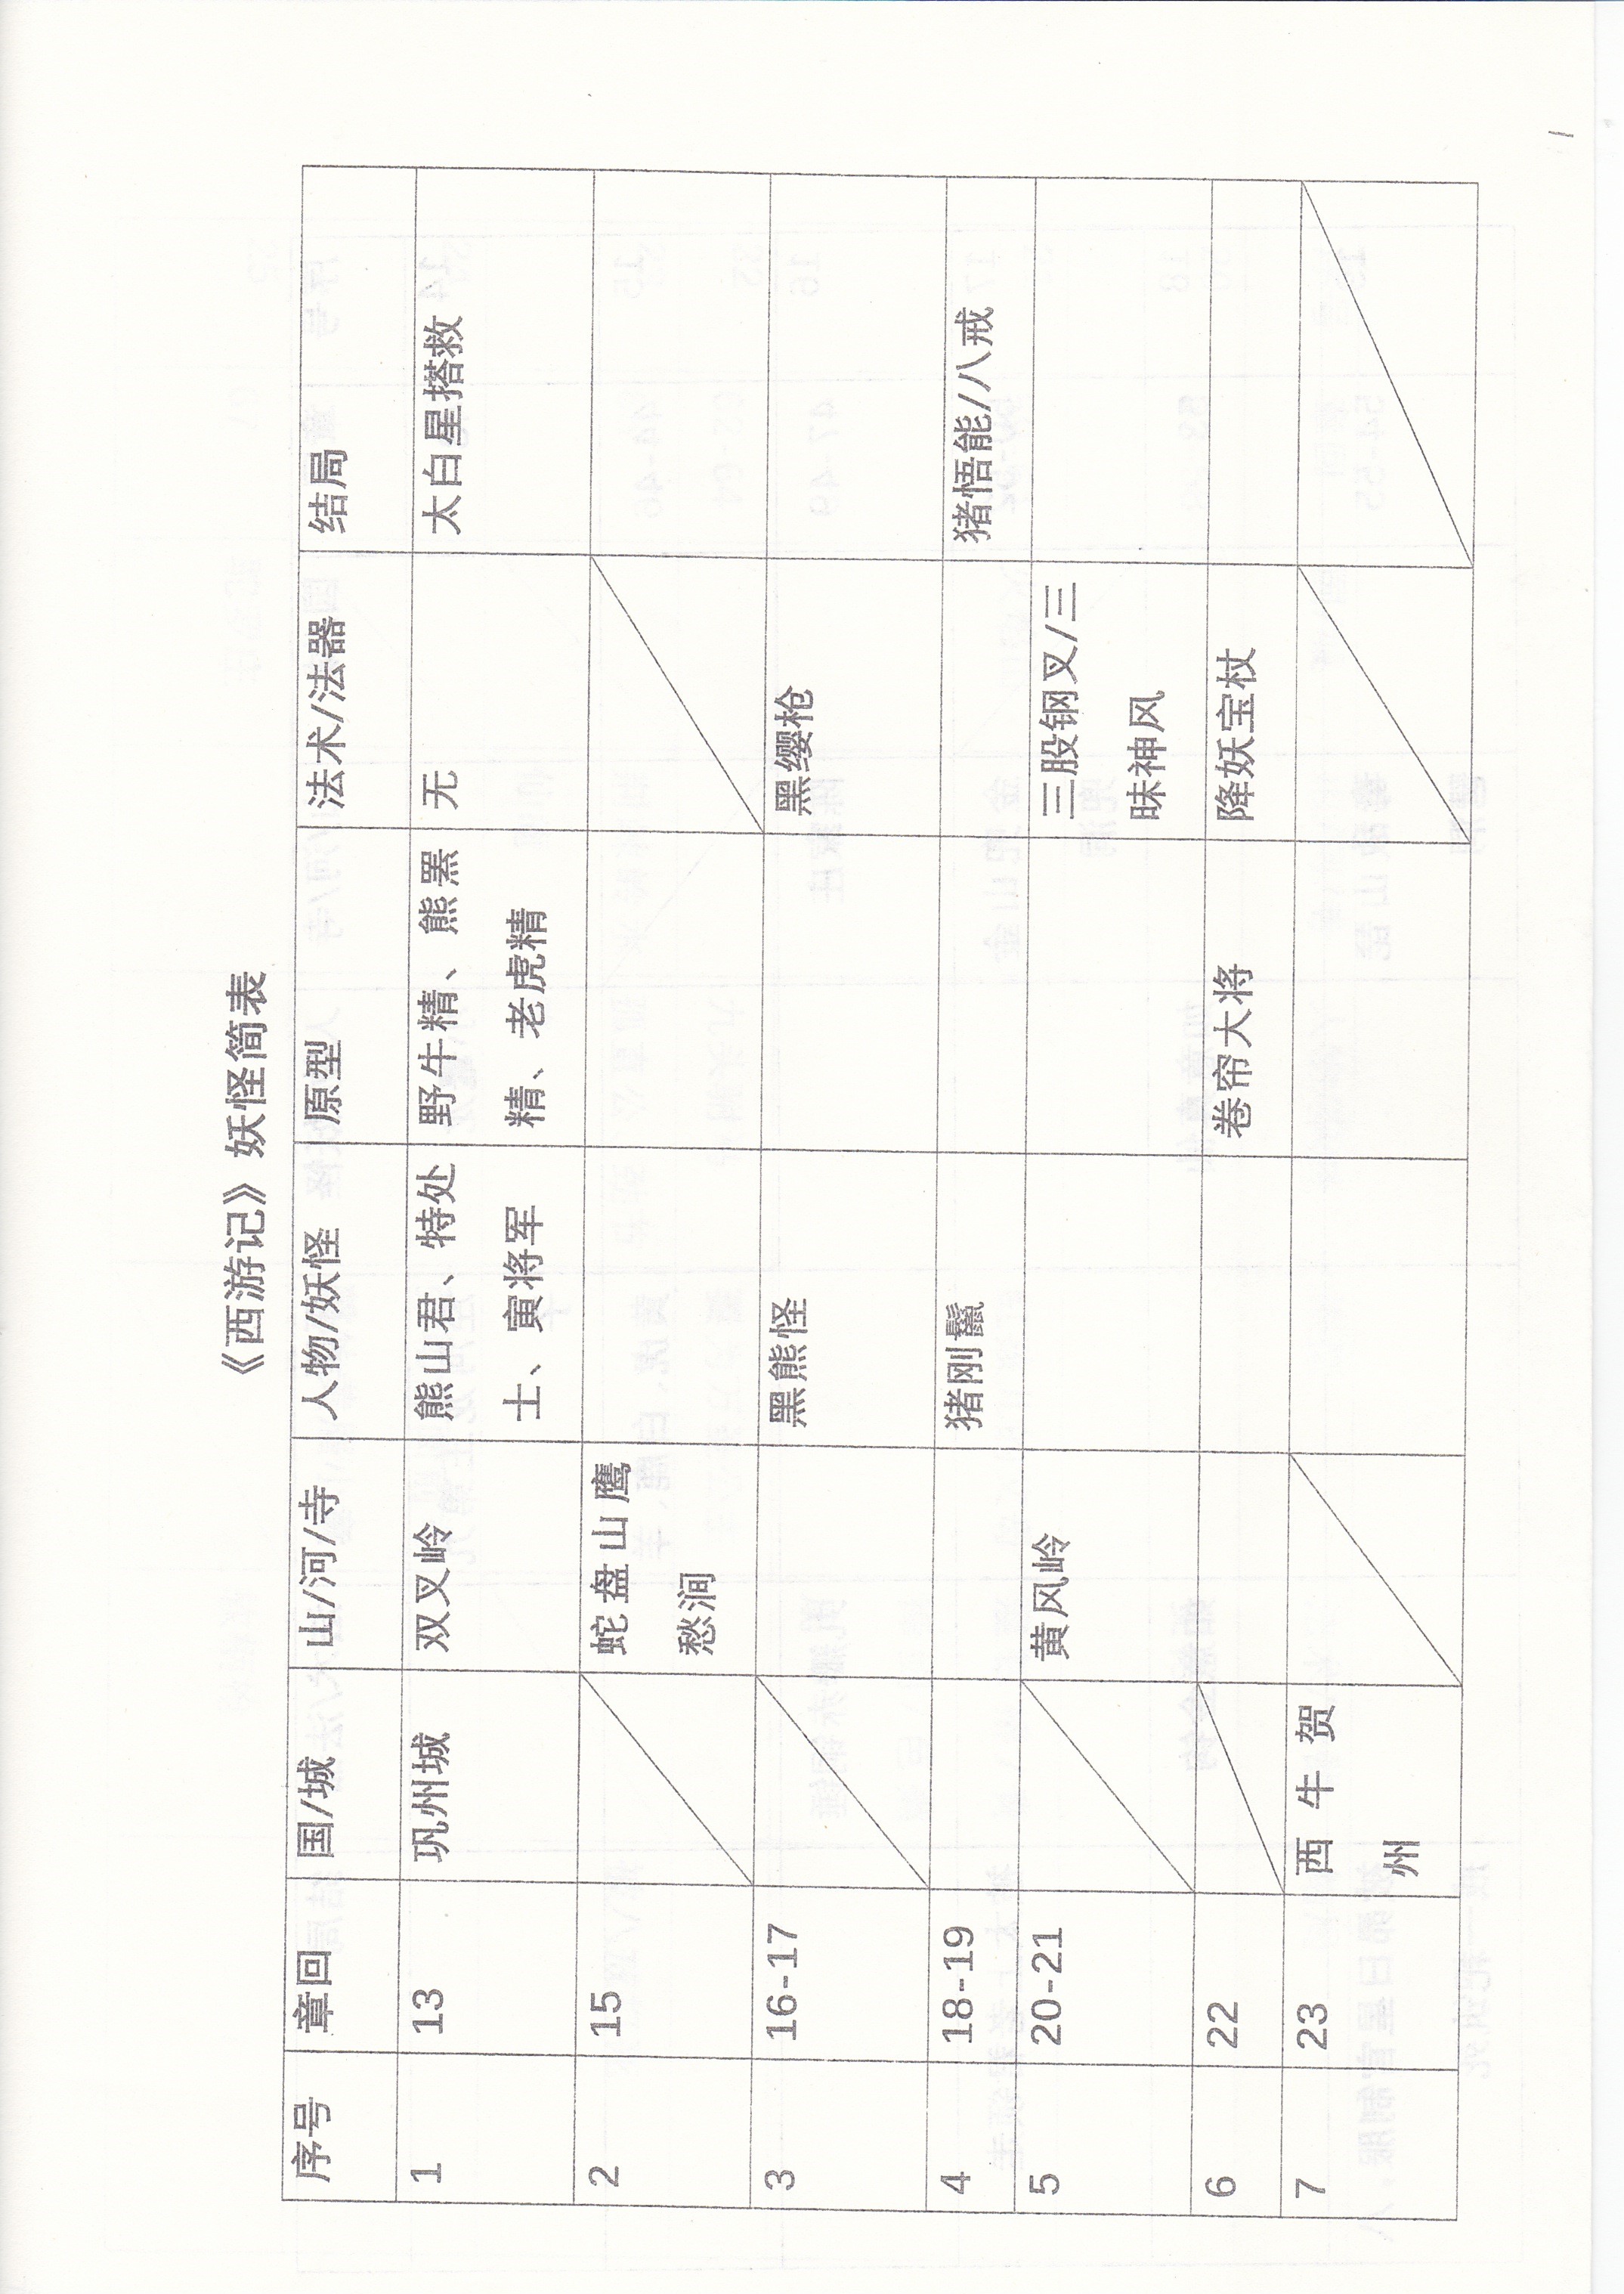 《西游记》妖怪简表
序号 章回 国/城 山/河/寺 人物/妖怪 原型 法术/法器 结局
1 13 巩州城 双叉岭 熊山君、特处 野牛精、熊罴 无 太白星搭救
士、寅将军 精、老虎精
2 15 蛇盘山鹰
愁涧
3 16-17 黑熊怪 黑缨枪
4 18-19 猪刚鬣 猪悟能/八戒
5 20-21 黄风岭 三股钢叉/三
昧神风
6 22 卷帘大将 降妖宝杖
7 23 西牛贺
州